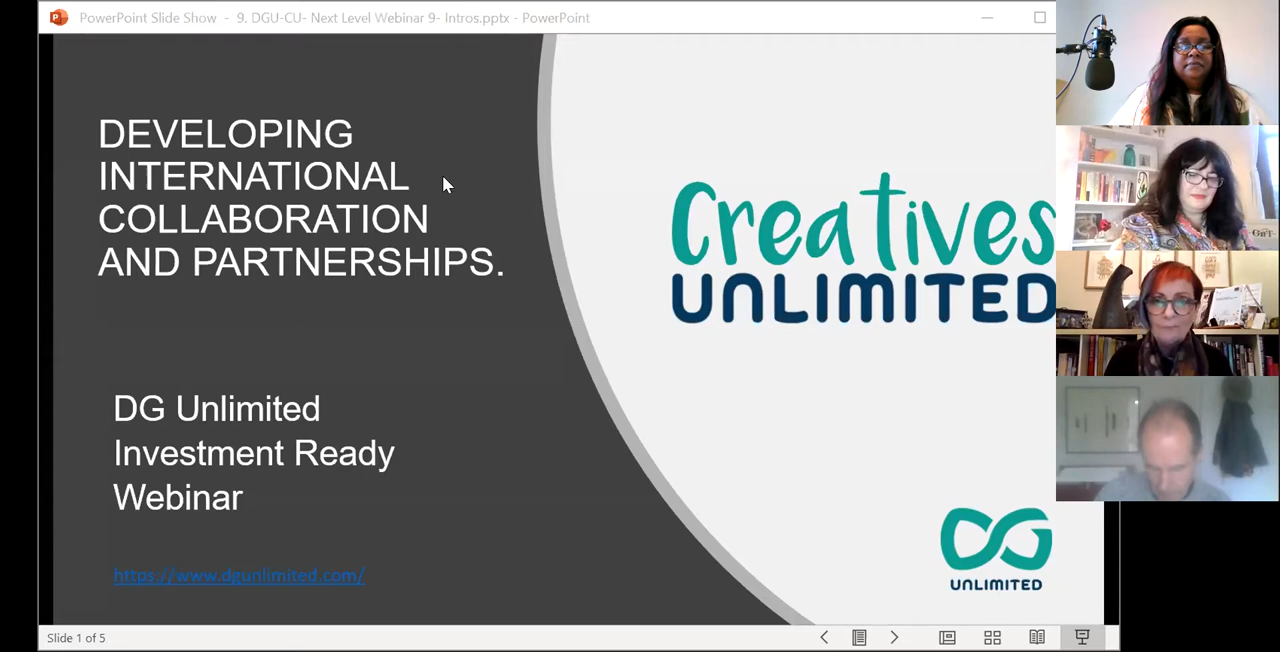 PowerPoint Slide Show - 9. DGU-CU- Next Level Webinar 9- Intros.pptx - PowerPoint
DEVELOPING
INTERNATIONAL
COLLABORATION
AND PARTNERSHIPS.
Creatives
UNLIMITED
DG Unlimited
Investment Ready
Webinar
https://www.dgunlimited.com/
DG
UNLIMITED
Slide 1 of 5